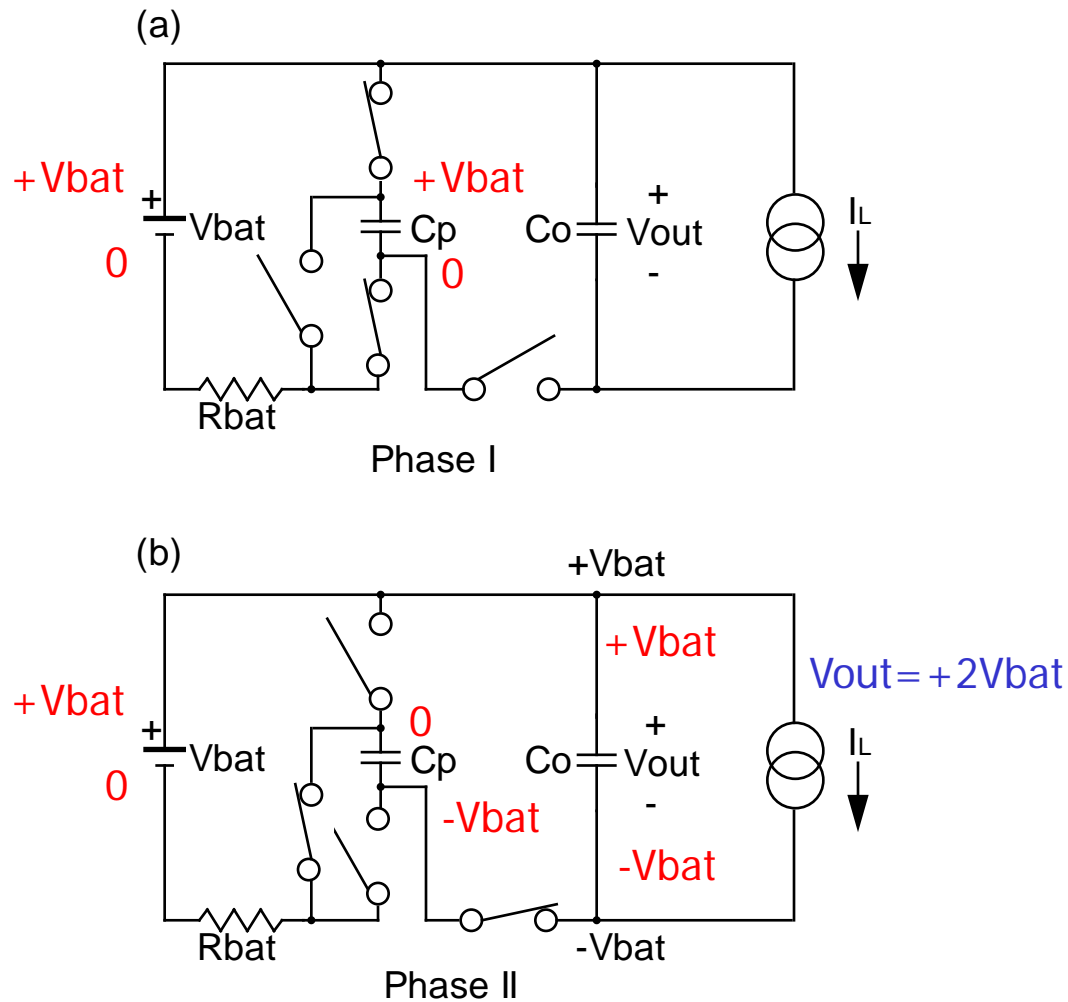 (a)
+Vbat
+
Vbat
0
+Vbat
Cp
0
Co
+
Vout
-
IL
Rbat
Phase I
(b)
+Vbat
+Vbat
Vout=+2Vbat
+Vbat
+
Vbat
0
0
Cp
-Vbat
Co
+
Vout
-
-Vbat
IL
Rbat
-Vbat
Phase II